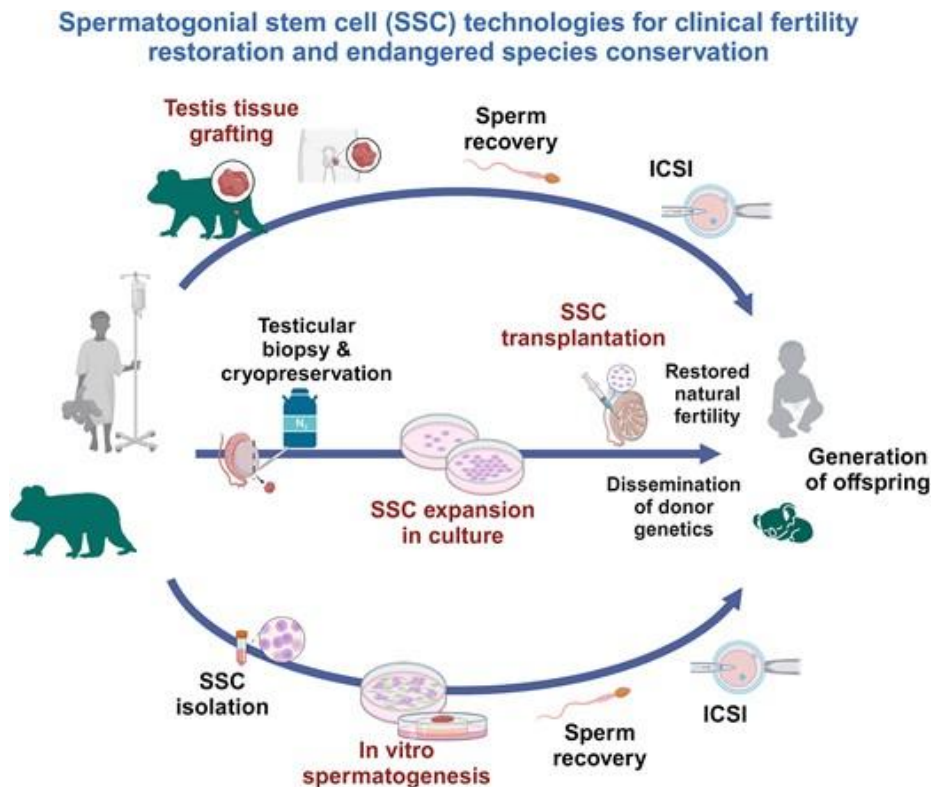 Spermatogonial stem cell (SSC) technologies for clinical fertility
restoration and endangered species conservation
Testis tissue
grafting
Sperm
recovery
ICSI
Testicular
biopsy &
cryopreservation
N₂
SSC
transplantation
Restored
natural
fertility
SSC expansion
in culture
Dissemination
of donor
genetics
Generation
of offspring
SSC
isolation
In vitro
spermatogenesis
Sperm
recovery
ICSI